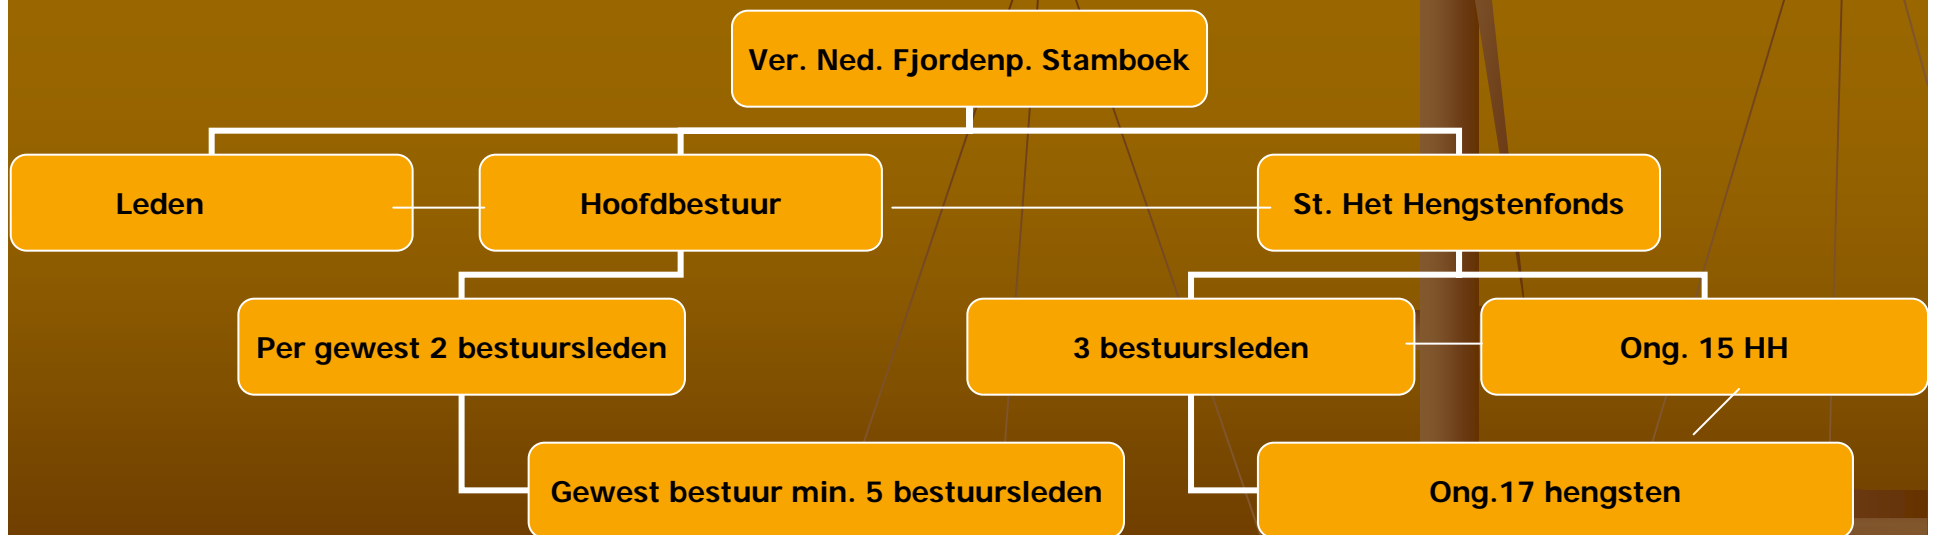 Ver. Ned. Fjordenp. Stamboek
Leden
Hoofdbestuur
St. Het Hengstenfonds
Per gewest 2 bestuursleden
3 bestuursleden
Ong. 15 HH
Gewest bestuur min. 5 bestuursleden
Ong.17 hengsten